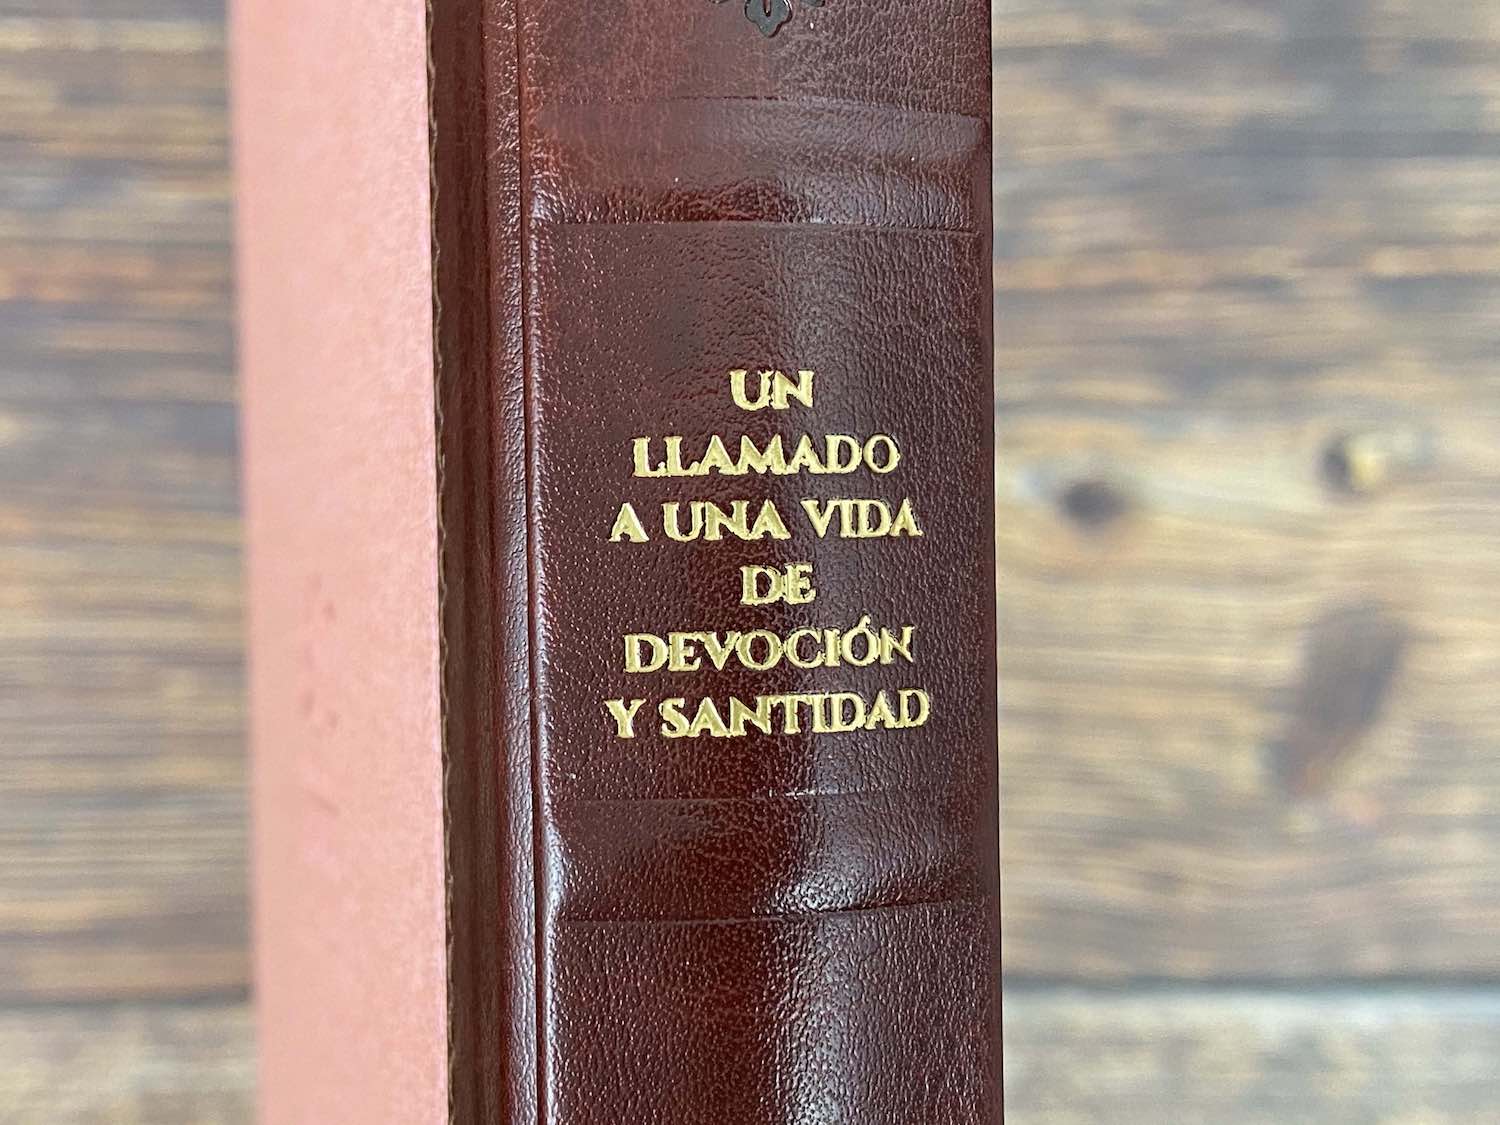 UN
LLAMADO
A UNA VIDA
DE
DEVOCIÓN
Y SANTIDAD